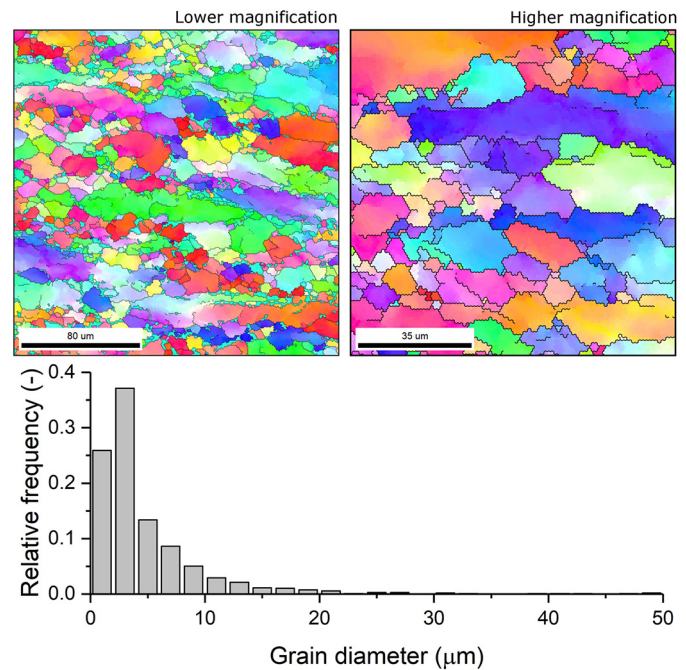 Lower magnification
Higher magnification
80 um
35 um
0.4
0.3
0.2
0.1
0.0
Relative frequency (-)
0
10
20
30
40
50
Grain diameter (μm)